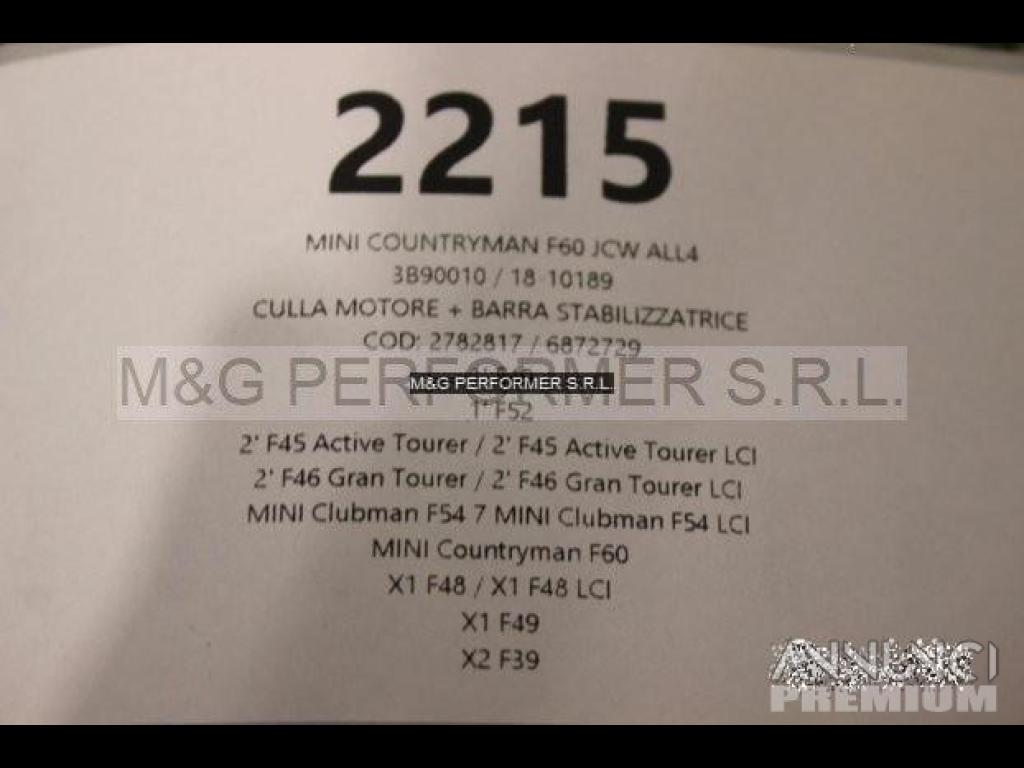 2215
MINI COUNTRYMAN F60 JCW ALL4
3B90010 / 18-10189
CULLA MOTORE + BARRA STABILIZZATRICE
COD: 2782817 / 6872729
M&G PERFORMER S.R.L.
M&G PERFORMER S.R.L.
1' F52
2' F45 Active Tourer / 2' F45 Active Tourer LCI
2' F46 Gran Tourer / 2' F46 Gran Tourer LCI
MINI Clubman F54 7 MINI Clubman F54 LCI
MINI Countryman F60
X1 F48 / X1 F48 LCI
X1 F49
X2 F39
ANNUNCI
PREMIUM